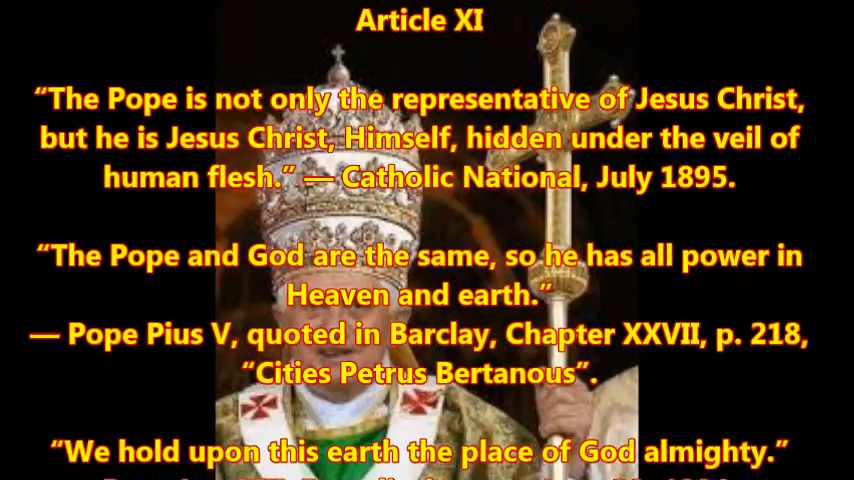 Article XI
“The Pope is not only the representative of Jesus Christ,
but he is Jesus Christ, Himself, hidden under the veil of
human flesh.” — Catholic National, July 1895.
“The Pope and God are the same, so he has all power in
Heaven and earth.”
— Pope Pius V, quoted in Barclay, Chapter XXVII, p. 218,
“Cities Petrus Bertanous”.
“We hold upon this earth the place of God almighty.”